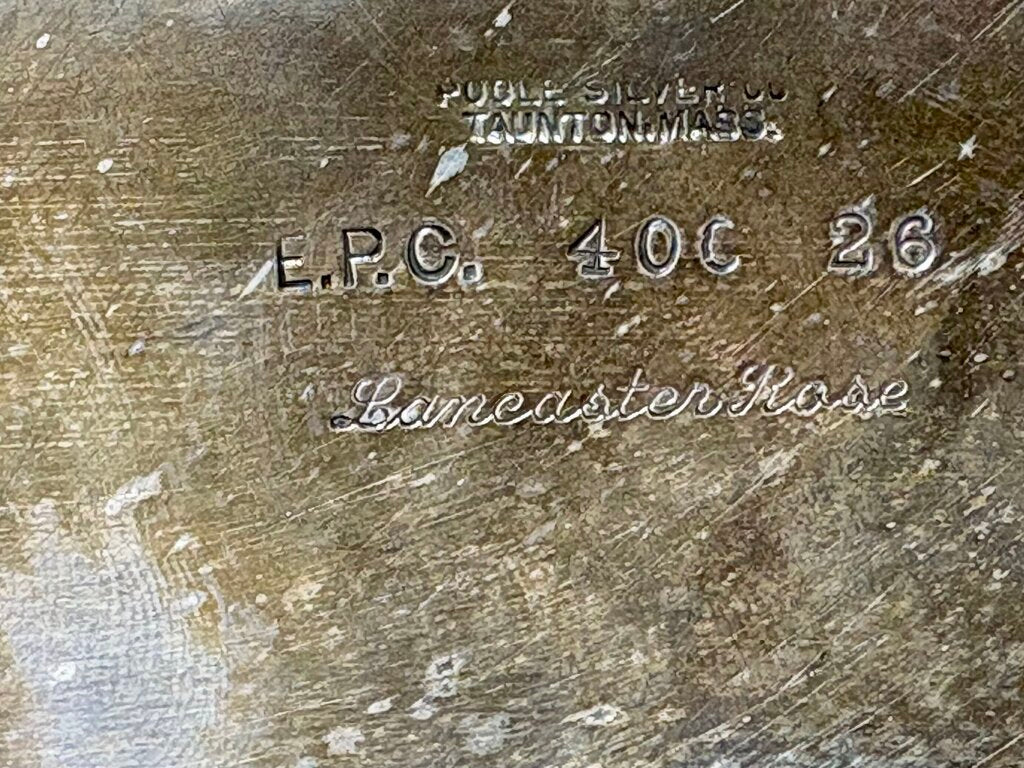 POOLE SILVER CO
TAUNTON, MASS.
E.P.C. 400 26
Lancaster Rose